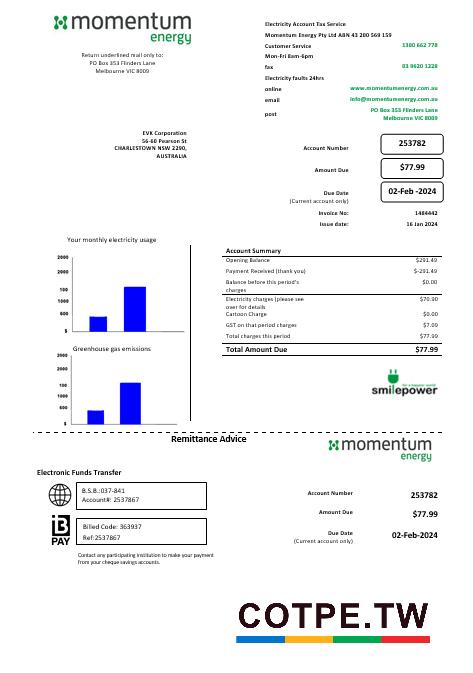 momentum
energy
Return underlined mail only to:
PO Box 353 Flinders Lane
Melbourne VIC 8009
Electricity Account Tax Service
Momentum Energy Pty Ltd ABN 43 200 569 159
Customer Service 1300 662 778
Mon-Fri 8am-6pm
fax 03 9620 1228
Electricity faults 24hrs
online www.momentumenergy.com.au
email info@momentumenergy.com.au
post PO Box 353 Flinders Lane
Melbourne VIC 8009
EVK Corporation
56-60 Pearson St
CHARLESTOWN NSW 2290,
AUSTRALIA
Account Number 253782
Amount Due $77.99
Due Date 02-Feb -2024
(Current account only)
Invoice No: 1484442
Issue date: 16 Jan 2024
Your monthly electricity usage
2000
2000
100
1000
600
$
Greenhouse gas emissions
2000
2000
100
1000
600
$
Account Summary
Opening Balance $291.49
Payment Received (thank you) $-291.49
Balance before this period's $0.00
charges
Electricity charges (please see $70.90
over for details
Cartoon Charge $0.00
GST on that period charges $7.09
Total charges this period $77.99
Total Amount Due $77.99
smilepower
Remittance Advice
momentum
energy
Electronic Funds Transfer
B.S.B.:037-841
Account#: 2537867
B
PAY
Billed Code: 363937
Ref:2537867
Contact any participating institution to make your payment
from your cheque savings accounts.
Account Number 253782
Amount Due $77.99
Due Date 02-Feb-2024
(Current account only)
COTPE.TW